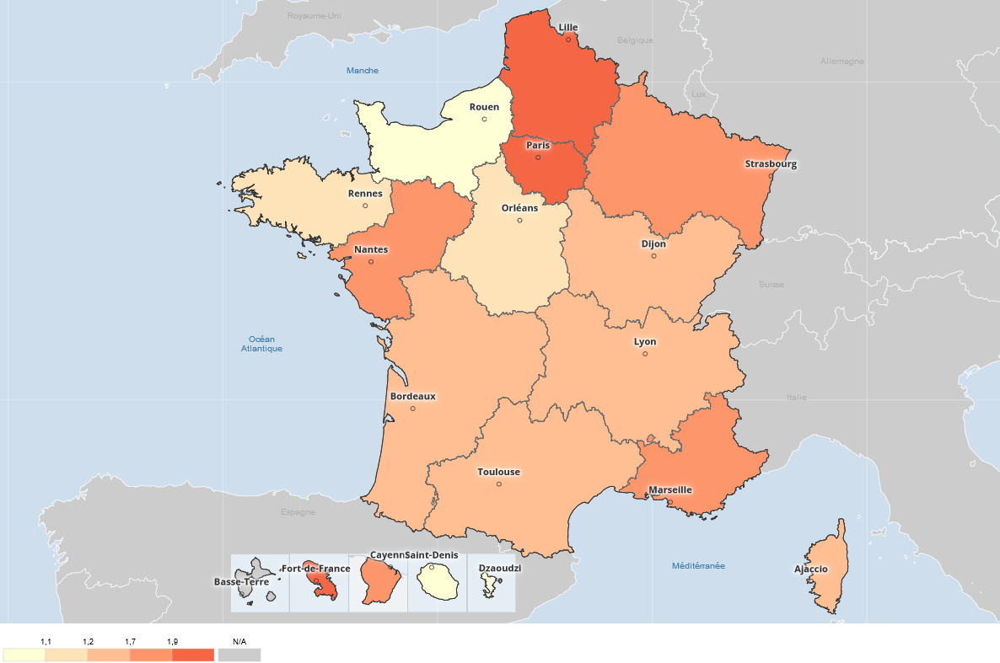 Royaume-Uni
Lille
Belgique
Allemagne
Manche
Lux.
Rouen
Paris
Strasbourg
Rennes
Orléans
Nantes
Dijon
Suisse
Océan
Atlantique
Lyon
Bordeaux
Italie
Toulouse
Marseille
Espagne
Méditérranée
Ajaccio
Basse-Terre
Fort-de-France
Cayenn
Saint-Denis
Dzaoudzi
1,1 1,2 1,7 1,9 N/A